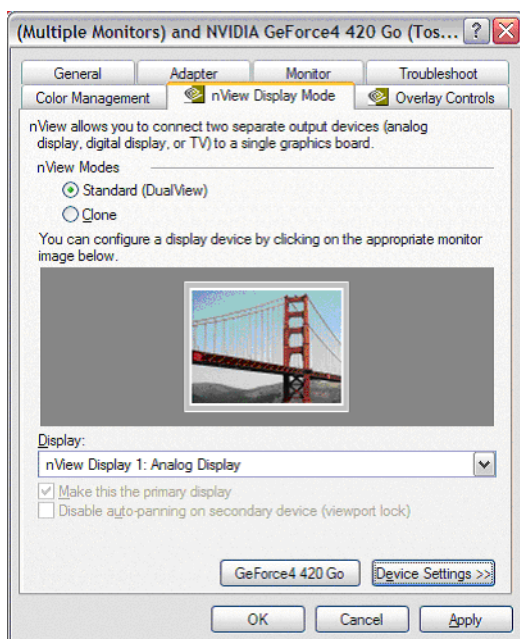 (Multiple Monitors) and NVIDIA GeForce4 420 Go (Tos...
General Adapter Monitor Troubleshoot
Color Management nView Display Mode Overlay Controls
nView allows you to connect two separate output devices (analog
display, digital display, or TV) to a single graphics board.
nView Modes
Standard (DualView)
Clone
You can configure a display device by clicking on the appropriate monitor
image below.
Display:
nView Display 1: Analog Display
Make this the primary display
Disable auto-panning on secondary device (viewport lock)
GeForce4 420 Go Device Settings >>
OK Cancel Apply